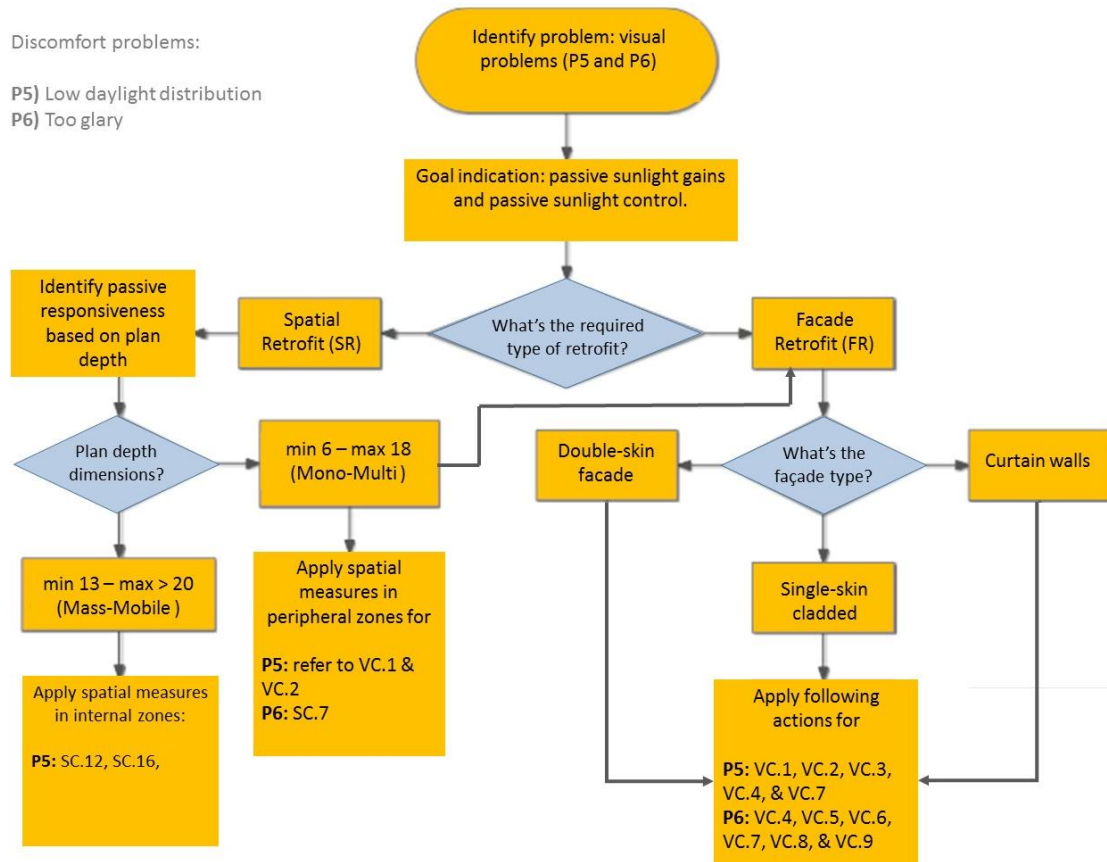 Discomfort problems:
P5) Low daylight distribution
P6) Too glary
Identify problem: visual
problems (P5 and P6)
Goal indication: passive sunlight gains
and passive sunlight control.
What's the required
type of retrofit?
Spatial
Retrofit (SR)
Identify passive
responsiveness
based on plan
depth
Plan depth
dimensions?
min 6 – max 18
(Mono-Multi )
Apply spatial
measures in
peripheral zones for
P5: refer to VC.1 &
VC.2
P6: SC.7
min 13 – max > 20
(Mass-Mobile )
Apply spatial measures
in internal zones:
P5: SC.12, SC.16,
Facade
Retrofit (FR)
What's the
façade type?
Double-skin
facade
Curtain walls
Single-skin
cladded
Apply following
actions for
P5: VC.1, VC.2, VC.3,
VC.4, & VC.7
P6: VC.4, VC.5, VC.6,
VC.7, VC.8, & VC.9